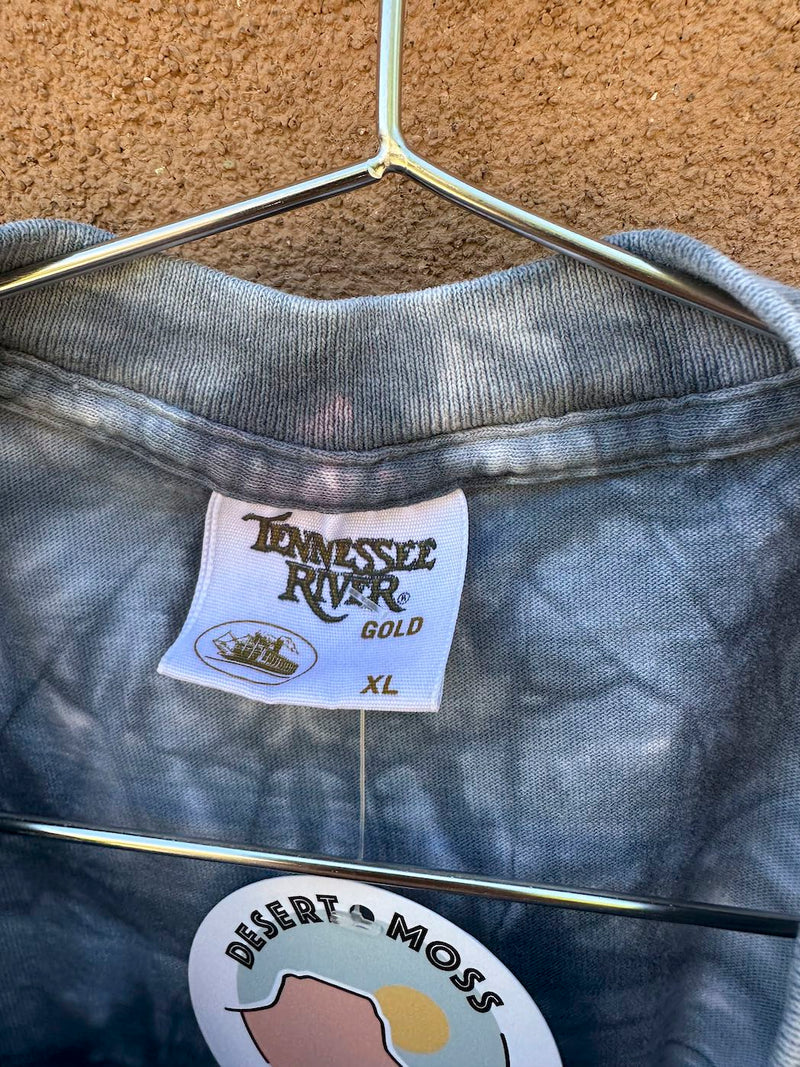 TENNESSEE
RIVER®
GOLD
XL
DESERT MOSS